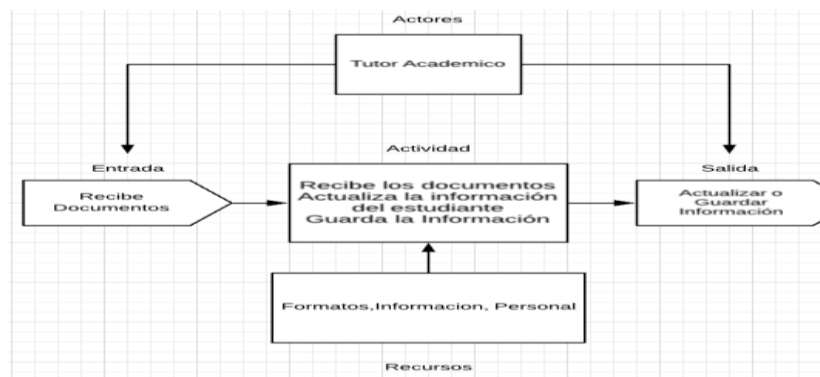 Actores
Tutor Academico
Actividad
Entrada
Salida
Recibe
Documentos
Recibe los documentos
Actualiza la información
del estudiante
Guarda la Información
Actualizar o
Guardar
Información
Formatos,Informacion, Personal
Recursos